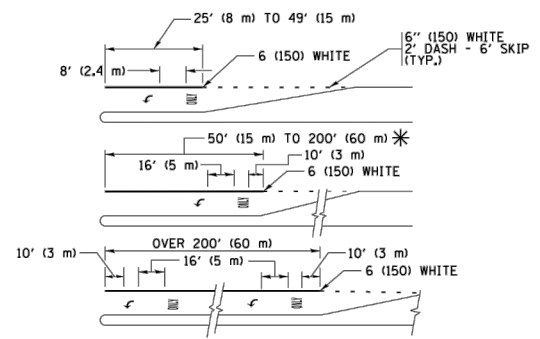 25' (8 m) TO 49' (15 m)
6" (150) WHITE
2' DASH - 6' SKIP
(TYP.)
6 (150) WHITE
8' (2.4 m)
ONLY
50' (15 m) TO 200' (60 m) *
16' (5 m)
10' (3 m)
6 (150) WHITE
ONLY
OVER 200' (60 m)
10' (3 m)
16' (5 m)
10' (3 m)
6 (150) WHITE
ONLY
ONLY